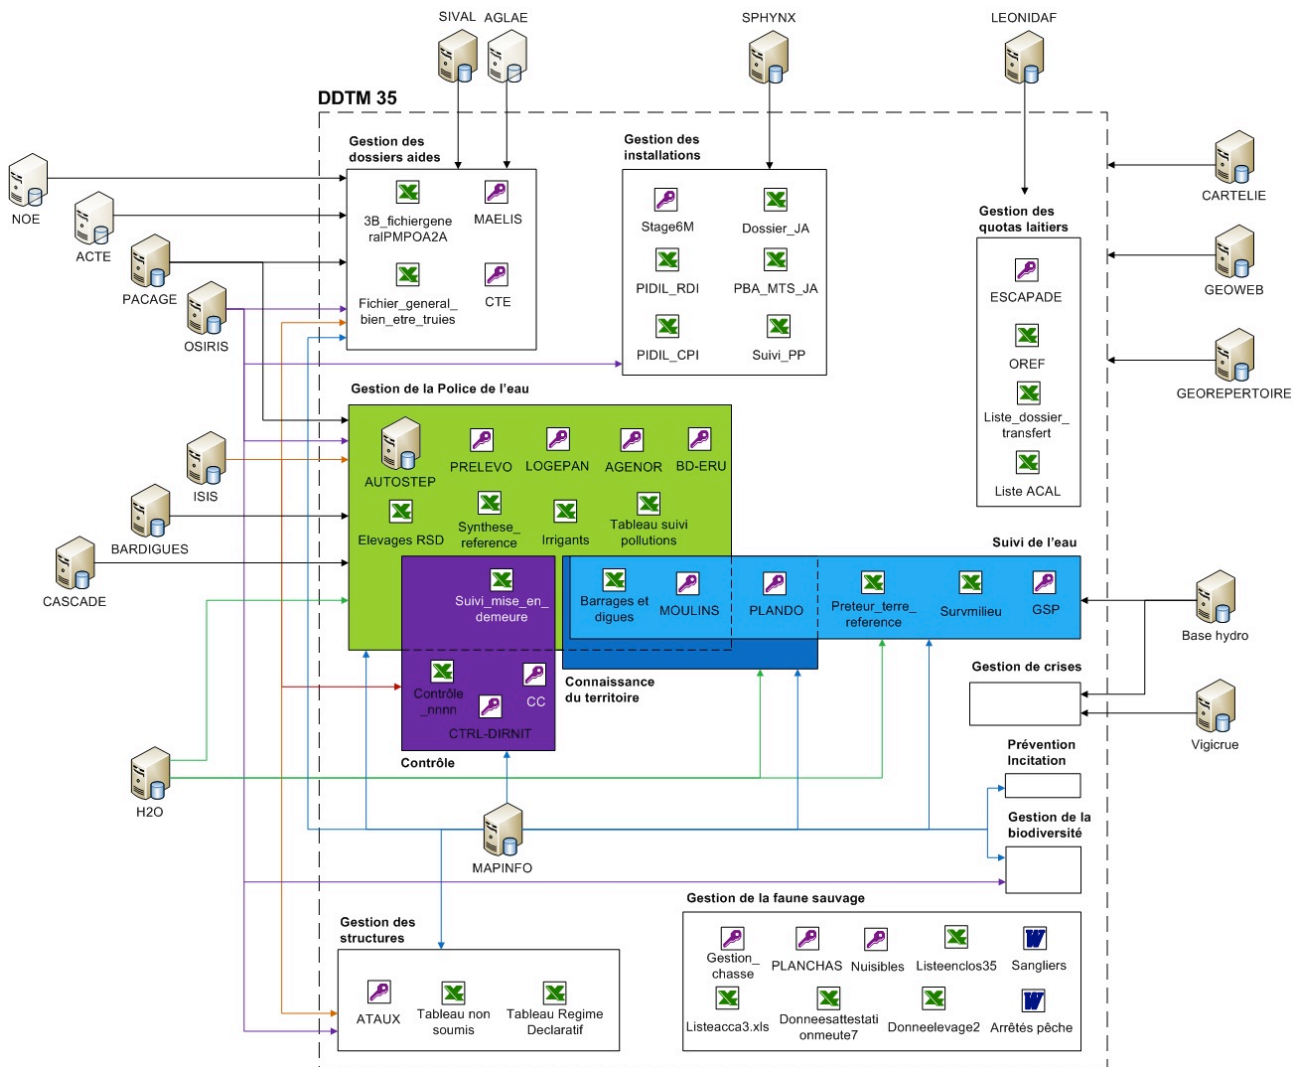 SIVAL
AGLAE
SPHYNX
LEONIDAF
DDTM 35
Gestion des
dossiers aides
Gestion des
installations
NOE
ACTE
PACAGE
OSIRIS
3B_fichiergene
ralPMPOA2A
MAELIS
Fichier_general_
bien_etre_truies
CTE
Stage6M
Dossier_JA
PIDIL_RDI
PBA_MTS_JA
PIDIL_CPI
Suivi_PP
Gestion des
quotas laitiers
ESCAPADE
OREF
Liste_dossier_
transfert
Liste ACAL
CARTELIE
GEOWEB
GEOREPERTOIRE
Gestion de la Police de l'eau
AUTOSTEP
PRELEVO
LOGEPAN
AGENOR
BD-ERU
Elevages RSD
Synthese_
reference
Irrigants
Tableau suivi
pollutions
ISIS
BARDIGUES
CASCADE
Suivi de l'eau
Suivi_mise_en_
demeure
Barrages et
digues
MOULINS
PLANDO
Preteur_terre_
reference
Survmilieu
GSP
Base hydro
Contrôle
_nnnn
CC
CTRL-DIRNIT
Contrôle
Connaissance
du territoire
Gestion de crises
Vigicrue
Prévention
Incitation
H2O
MAPINFO
Gestion de la
biodiversité
Gestion des
structures
ATAUX
Tableau non
soumis
Tableau Regime
Declaratif
Gestion de la faune sauvage
Gestion_
chasse
PLANCHAS
Nuisibles
Listeenclos35
Sangliers
Listeacca3.xls
Donneesattestati
onmeute7
Donneelevage2
Arrêtés pêche